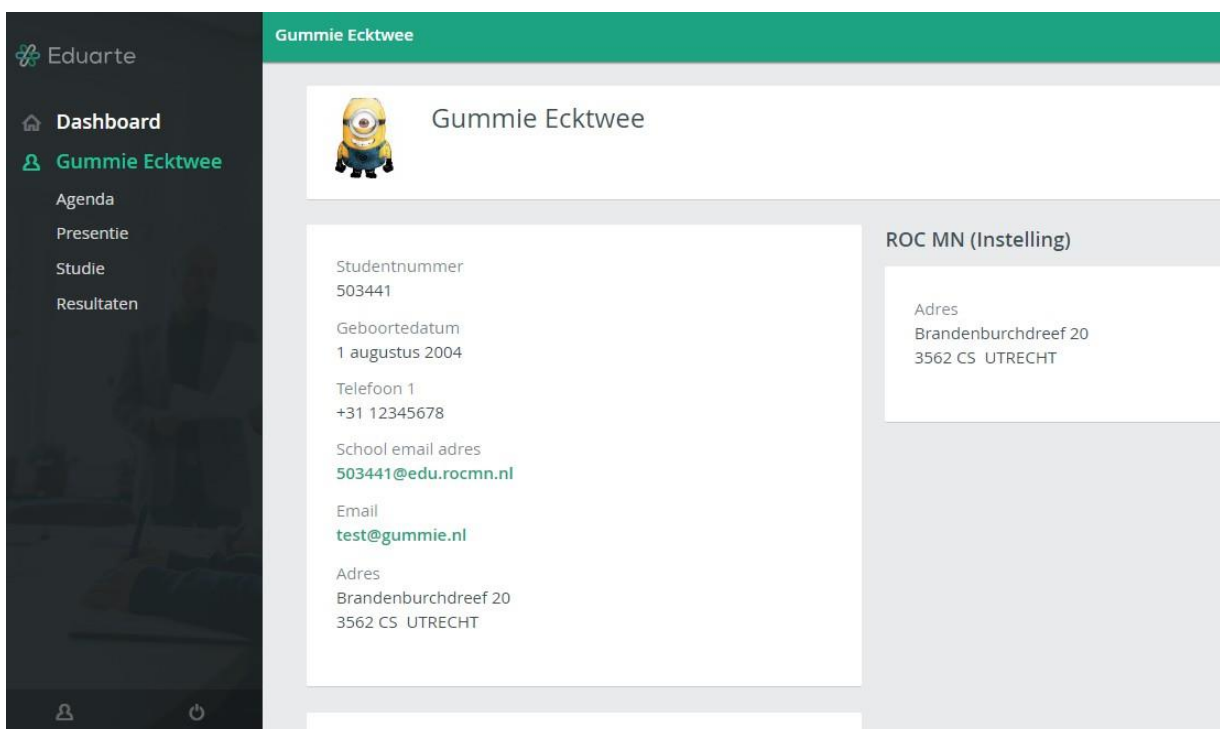 Eduarte
Dashboard
Gummie Ecktwee
Agenda
Presentie
Studie
Resultaten
Gummie Ecktwee
Gummie Ecktwee
Studentnummer
503441
Geboortedatum
1 augustus 2004
Telefoon 1
+31 12345678
School email adres
503441@edu.rocmn.nl
Email
test@gummie.nl
Adres
Brandenburchdreef 20
3562 CS UTRECHT
ROC MN (Instelling)
Adres
Brandenburchdreef 20
3562 CS UTRECHT